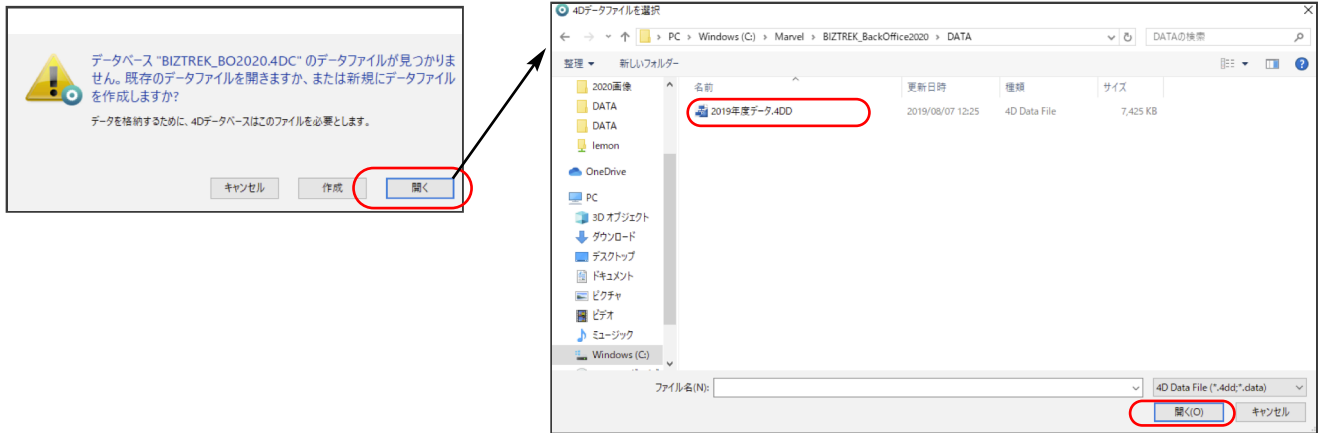 データベース "BIZTREK_BO2020.4DC" のデータファイルが見つかりま
せん。既存のデータファイルを開きますか、または新規にデータファイル
を作成しますか?
データを格納するために、4Dデータベースはこのファイルを必要とします。
キャンセル 作成 開く
4Dデータファイルを選択
PC › Windows (C:) › Marvel › BIZTREK_BackOffice2020 › DATA
DATAの検索
整理 新しいフォルダー
2020画像
DATA
DATA
lemon
OneDrive
PC
3D オブジェクト
ダウンロード
デスクトップ
ドキュメント
ピクチャ
ビデオ
ミュージック
Windows (C:)
名前 更新日時 種類 サイズ
2019年度データ.4DD 2019/08/07 12:25 4D Data File 7,425 KB
ファイル名(N): 4D Data File (*.4dd;*.data)
開く(O) キャンセル